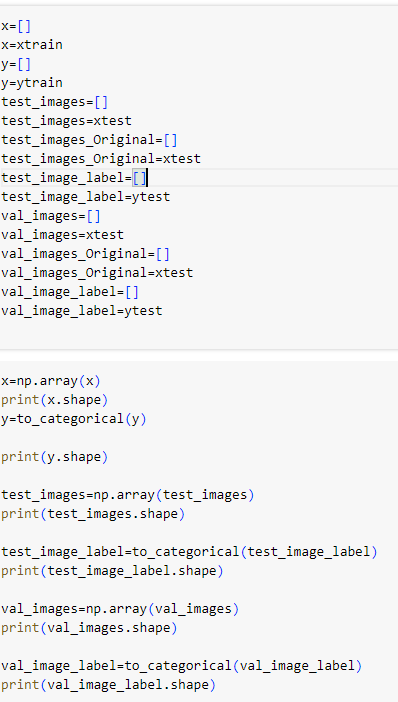 x=[]
x=xtrain
y=[]
y=ytrain
test_images=[]
test_images=xtest
test_images_Original=[]
test_images_Original=xtest
test_image_label=[]
test_image_label=ytest
val_images=[]
val_images=xtest
val_images_Original=[]
val_images_Original=xtest
val_image_label=[]
val_image_label=ytest
x=np.array(x)
print(x.shape)
y=to_categorical(y)
print(y.shape)
test_images=np.array(test_images)
print(test_images.shape)
test_image_label=to_categorical(test_image_label)
print(test_image_label.shape)
val_images=np.array(val_images)
print(val_images.shape)
val_image_label=to_categorical(val_image_label)
print(val_image_label.shape)